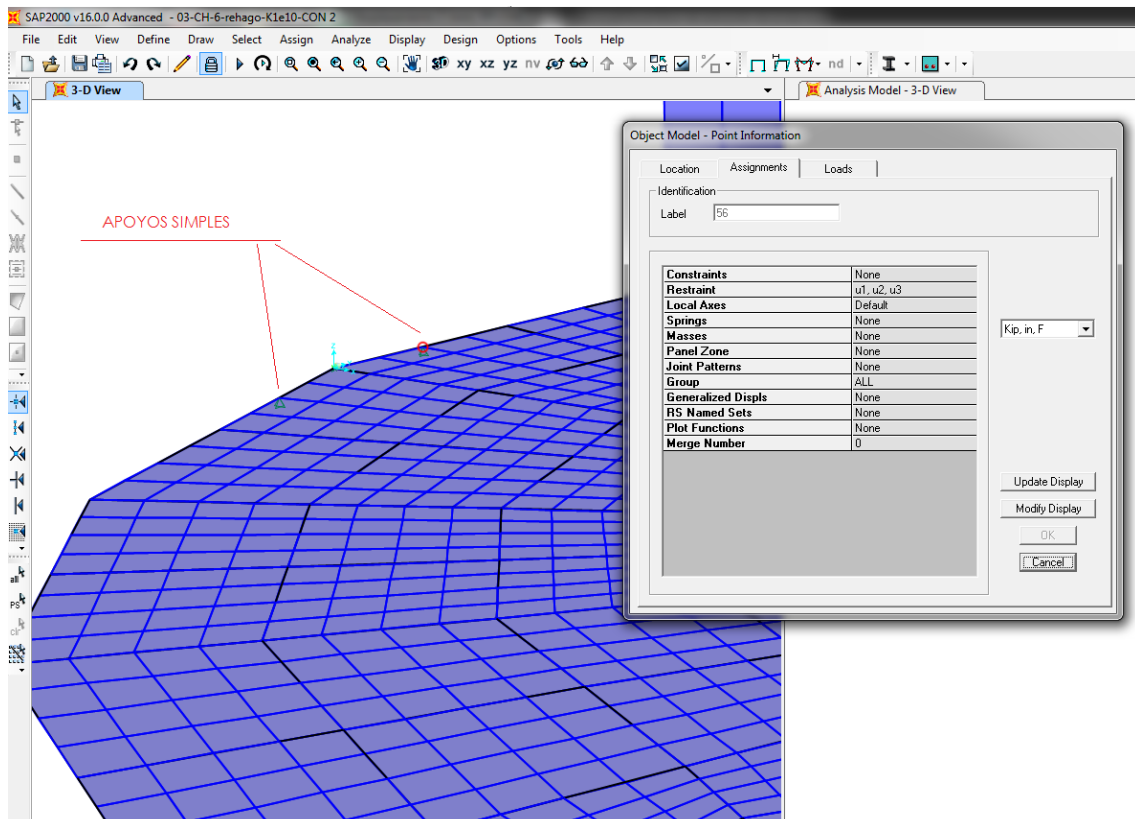 SAP2000 v16.0.0 Advanced - 03-CH-6-rehago-K1e10-CON 2
File Edit View Define Draw Select Assign Analyze Display Design Options Tools Help
3D xy xz yz nv nd
3-D View
Analysis Model - 3-D View
Object Model - Point Information
Location Assignments Loads
Identification
Label 56
APOYOS SIMPLES
Constraints None
Restraint u1, u2, u3
Local Axes Default
Springs None
Masses None
Panel Zone None
Joint Patterns None
Group ALL
Generalized Displs None
RS Named Sets None
Plot Functions None
Merge Number 0
Kip, in, F
Update Display
Modify Display
OK
Cancel
z
all
PS
clr